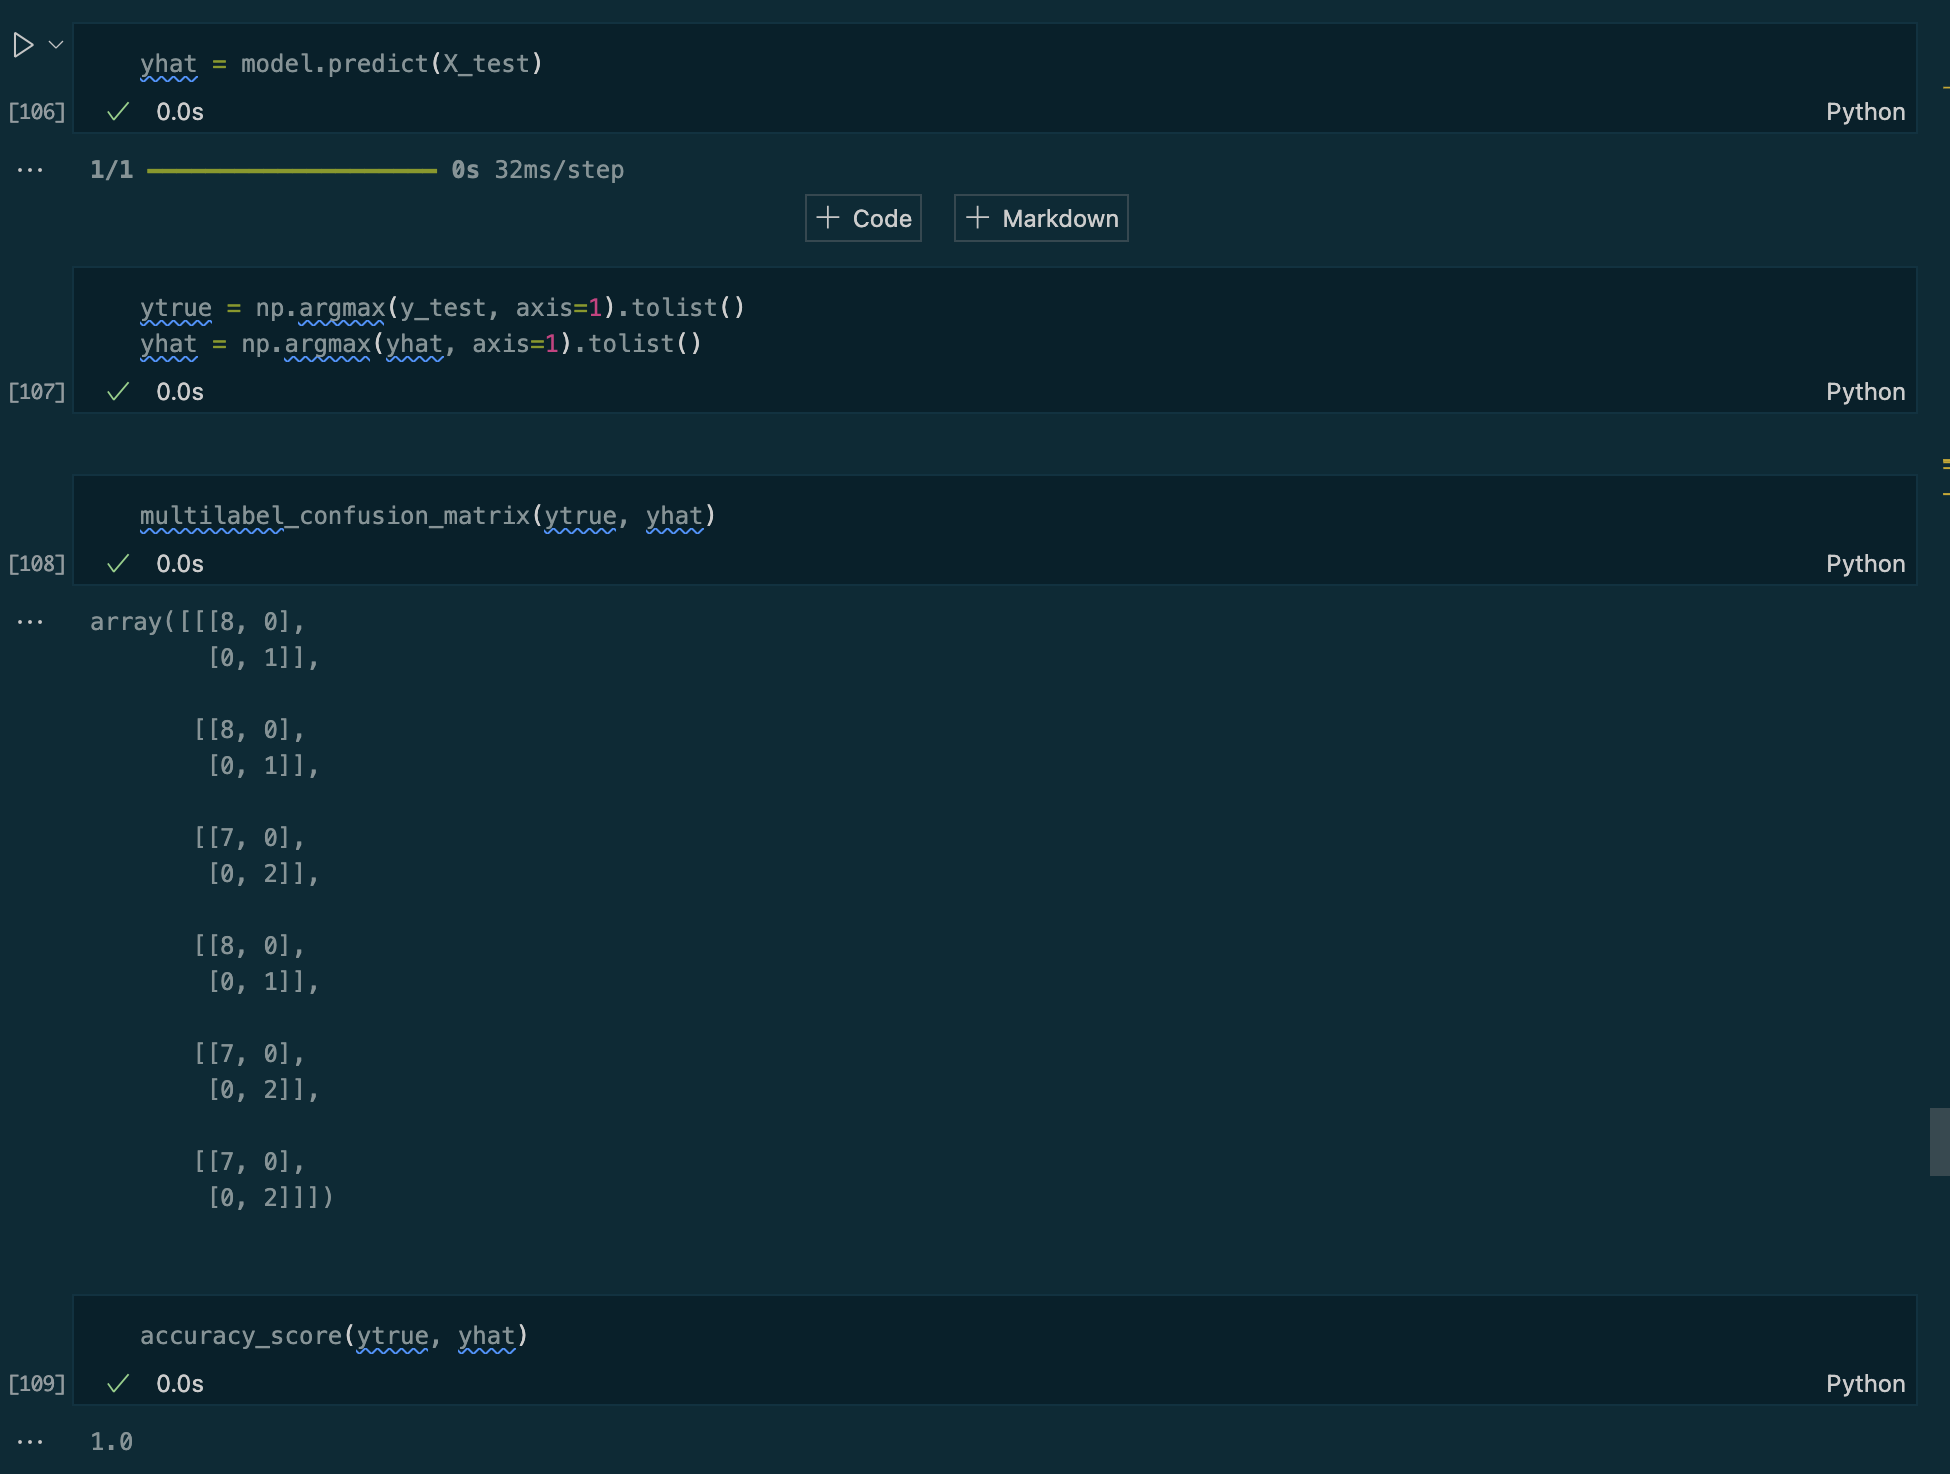 yhat = model.predict(X_test)
[106] 0.0s Python
1/1 0s 32ms/step
Code Markdown
ytrue = np.argmax(y_test, axis=1).tolist()
yhat = np.argmax(yhat, axis=1).tolist()
[107] 0.0s Python
multilabel_confusion_matrix(ytrue, yhat)
[108] 0.0s Python
array([[[8, 0],
[0, 1]],
[[8, 0],
[0, 1]],
[[7, 0],
[0, 2]],
[[8, 0],
[0, 1]],
[[7, 0],
[0, 2]],
[[7, 0],
[0, 2]]])
accuracy_score(ytrue, yhat)
[109] 0.0s Python
1.0